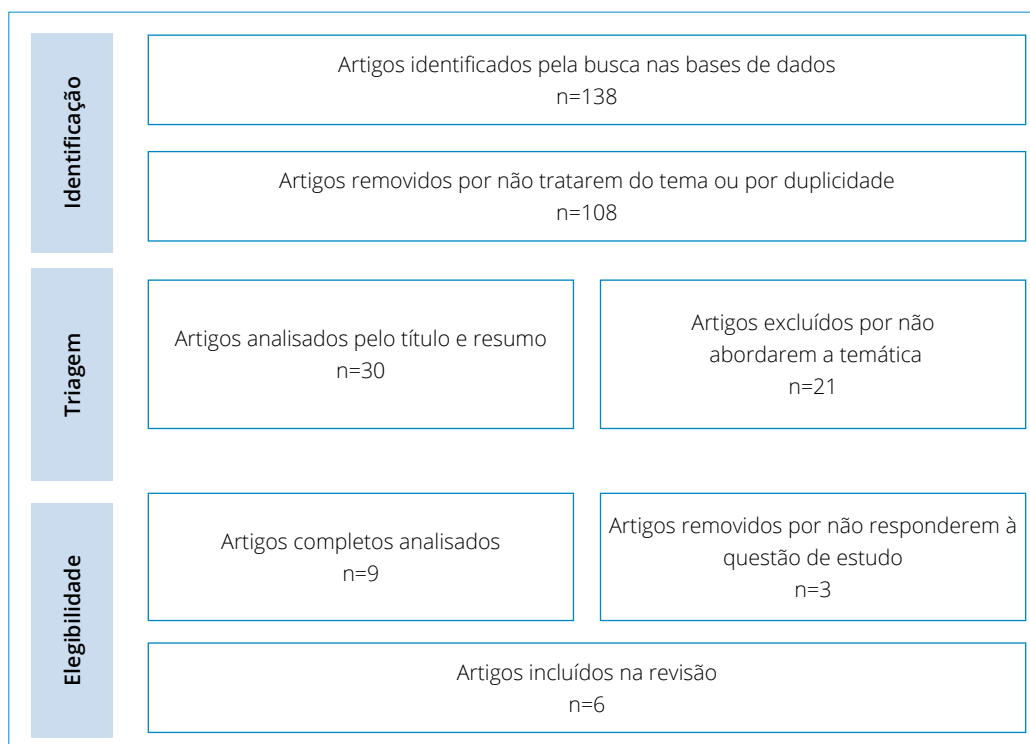 Identificação
Artigos identificados pela busca nas bases de dados
n=138
Artigos removidos por não tratarem do tema ou por duplicidade
n=108
Triagem
Artigos analisados pelo título e resumo
n=30
Artigos excluídos por não
abordarem a temática
n=21
Elegibilidade
Artigos completos analisados
n=9
Artigos removidos por não responderem à
questão de estudo
n=3
Artigos incluídos na revisão
n=6